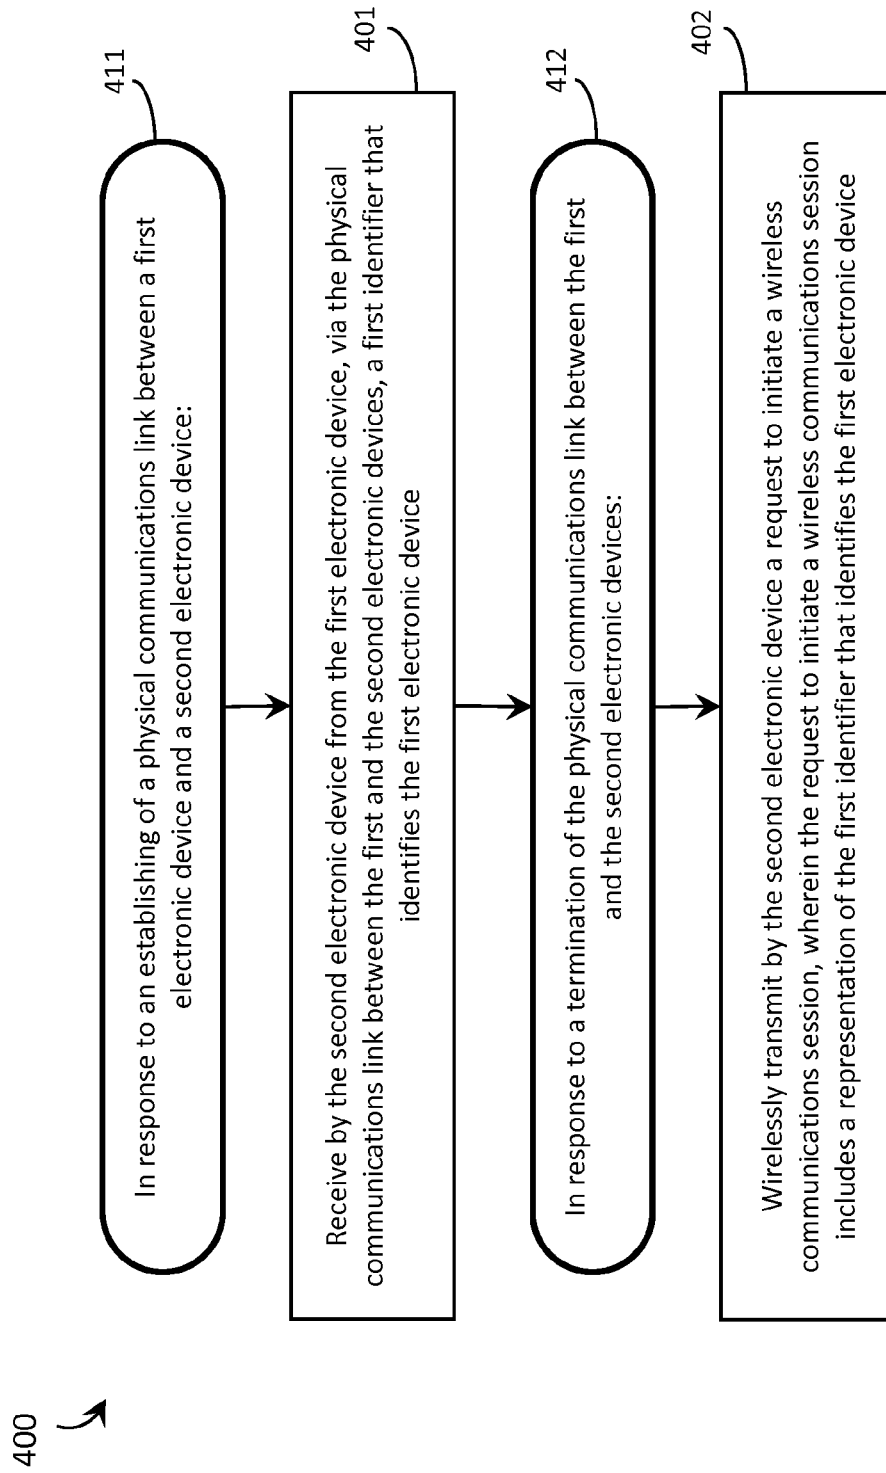 400
411
In response to an establishing of a physical communications link between a first
electronic device and a second electronic device:
401
Receive by the second electronic device from the first electronic device, via the physical
communications link between the first and the second electronic devices, a first identifier that
identifies the first electronic device
412
In response to a termination of the physical communications link between the first
and the second electronic devices:
402
Wirelessly transmit by the second electronic device a request to initiate a wireless
communications session, wherein the request to initiate a wireless communications session
includes a representation of the first identifier that identifies the first electronic device